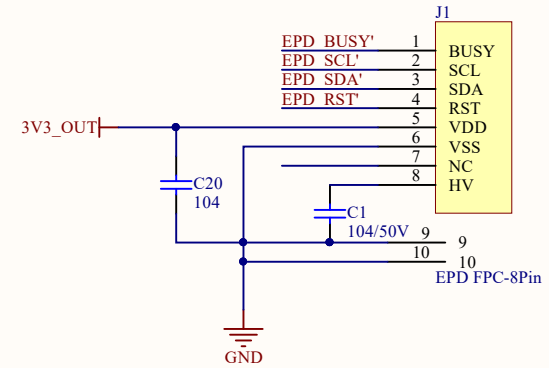 J1
EPD_BUSY' 1 BUSY
EPD_SCL' 2 SCL
EPD_SDA' 3 SDA
EPD_RST' 4 RST
3V3_OUT 5 VDD
6 VSS
7 NC
8 HV
C20
104
C1
104/50V
9 9
10 10
EPD FPC-8Pin
GND